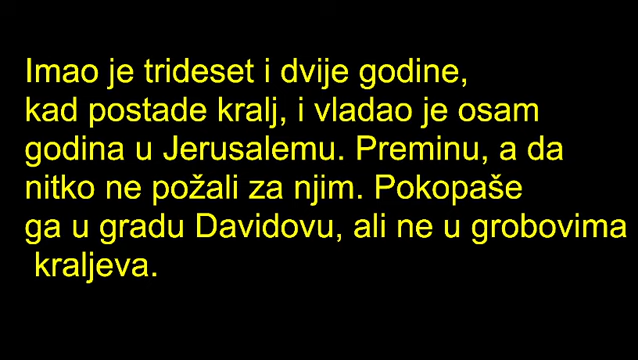 Imao je trideset i dvije godine,
kad postade kralj, i vladao je osam
godina u Jerusalemu. Preminu, a da
nitko ne požali za njim. Pokopaše
ga u gradu Davidovu, ali ne u grobovima
kraljeva.